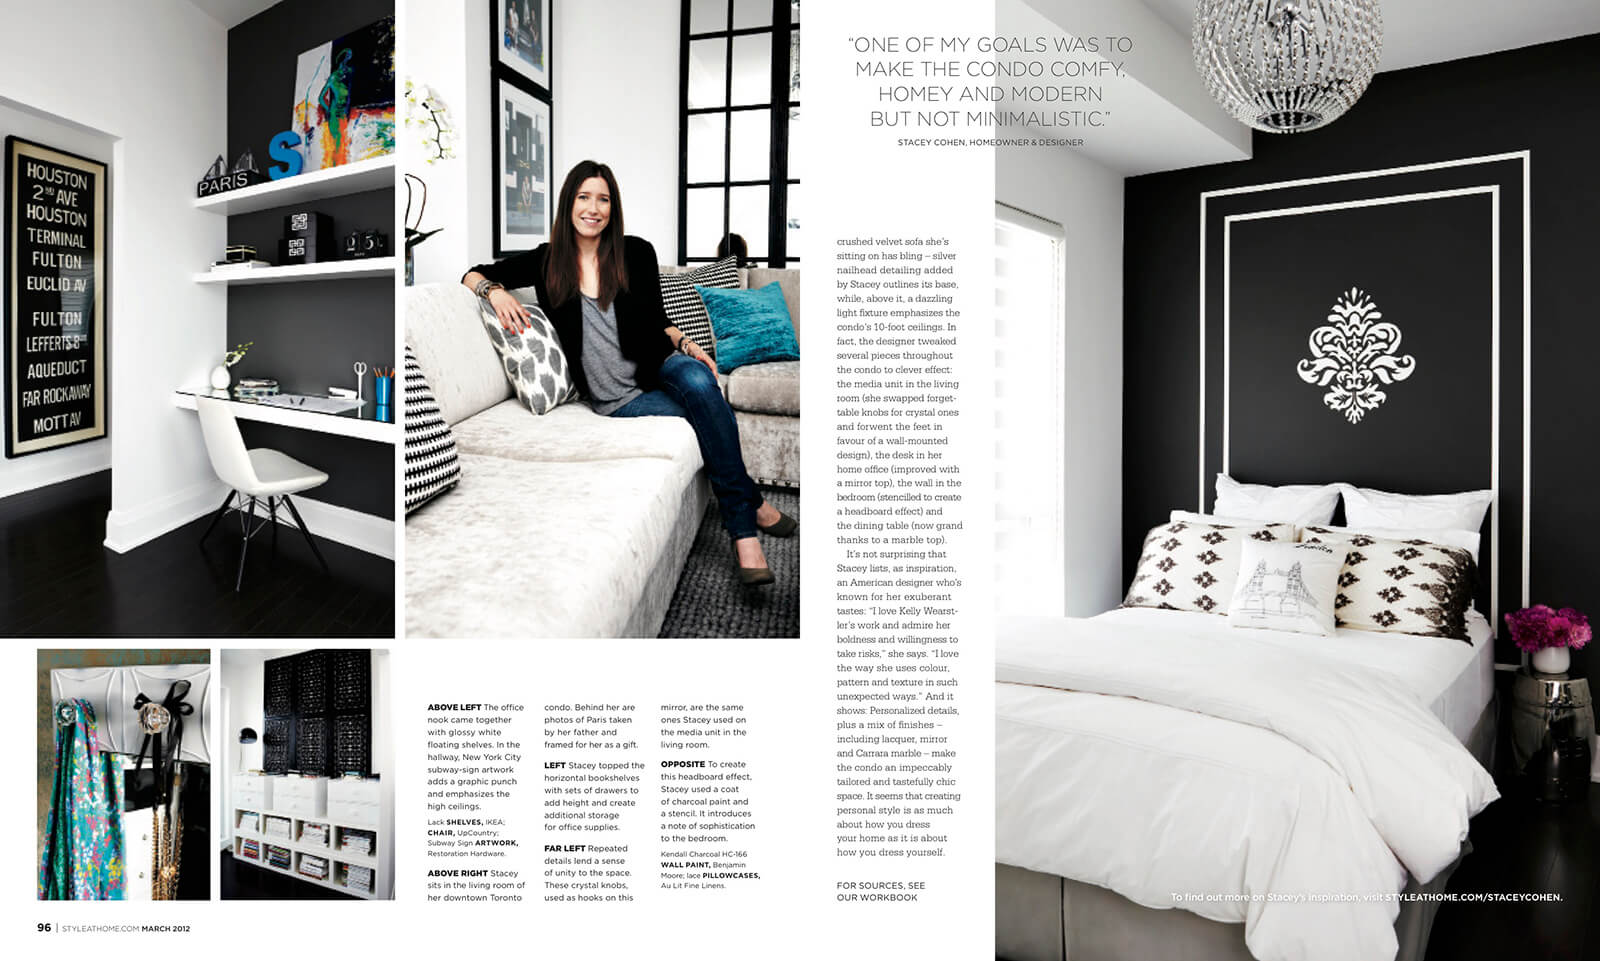 HOUSTON
2ND AVE
HOUSTON
TERMINAL
FULTON
EUCLID AV
FULTON
LEFFERTS B
AQUEDUCT
FAR ROCKAWAY
MOTT AV
PARIS
S
“ONE OF MY GOALS WAS TO
MAKE THE CONDO COMFY,
HOMEY AND MODERN
BUT NOT MINIMALISTIC.”
STACEY COHEN, HOMEOWNER & DESIGNER
ABOVE LEFT The office
nook came together
with glossy white
floating shelves. In the
hallway, New York City
subway-sign artwork
adds a graphic punch
and emphasizes the
high ceilings.
Lack SHELVES, IKEA;
CHAIR, UpCountry;
Subway Sign ARTWORK,
Restoration Hardware.
ABOVE RIGHT Stacey
sits in the living room of
her downtown Toronto
condo. Behind her are
photos of Paris taken
by her father and
framed for her as a gift.
LEFT Stacey topped the
horizontal bookshelves
with sets of drawers to
add height and create
additional storage
for office supplies.
FAR LEFT Repeated
details lend a sense
of unity to the space.
These crystal knobs,
used as hooks on this
mirror, are the same
ones Stacey used on
the media unit in the
living room.
OPPOSITE To create
this headboard effect,
Stacey used a coat
of charcoal paint and
a stencil. It introduces
a note of sophistication
to the bedroom.
Kendall Charcoal HC-166
WALL PAINT, Benjamin
Moore; lace PILLOWCASES,
Au Lit Fine Linens.
crushed velvet sofa she’s
sitting on has bling – silver
nailhead detailing added
by Stacey outlines its base,
while, above it, a dazzling
light fixture emphasizes the
condo’s 10-foot ceilings. In
fact, the designer tweaked
several pieces throughout
the condo to clever effect:
the media unit in the living
room (she swapped forget-
table knobs for crystal ones
and forwent the feet in
favour of a wall-mounted
design), the desk in her
home office (improved with
a mirror top), the wall in the
bedroom (stencilled to create
a headboard effect) and
the dining table (now grand
thanks to a marble top).
It’s not surprising that
Stacey lists, as inspiration,
an American designer who’s
known for her exuberant
tastes: “I love Kelly Wearst-
ler’s work and admire her
boldness and willingness to
take risks,” she says. “I love
the way she uses colour,
pattern and texture in such
unexpected ways.” And it
shows: Personalized details,
plus a mix of finishes –
including lacquer, mirror
and Carrara marble – make
the condo an impeccably
tailored and tastefully chic
space. It seems that creating
personal style is as much
about how you dress
your home as it is about
how you dress yourself.
FOR SOURCES, SEE
OUR WORKBOOK
To find out more on Stacey’s inspiration, visit STYLEATHOME.COM/STACEYCOHEN.
96 | STYLEATHOME.COM MARCH 2012